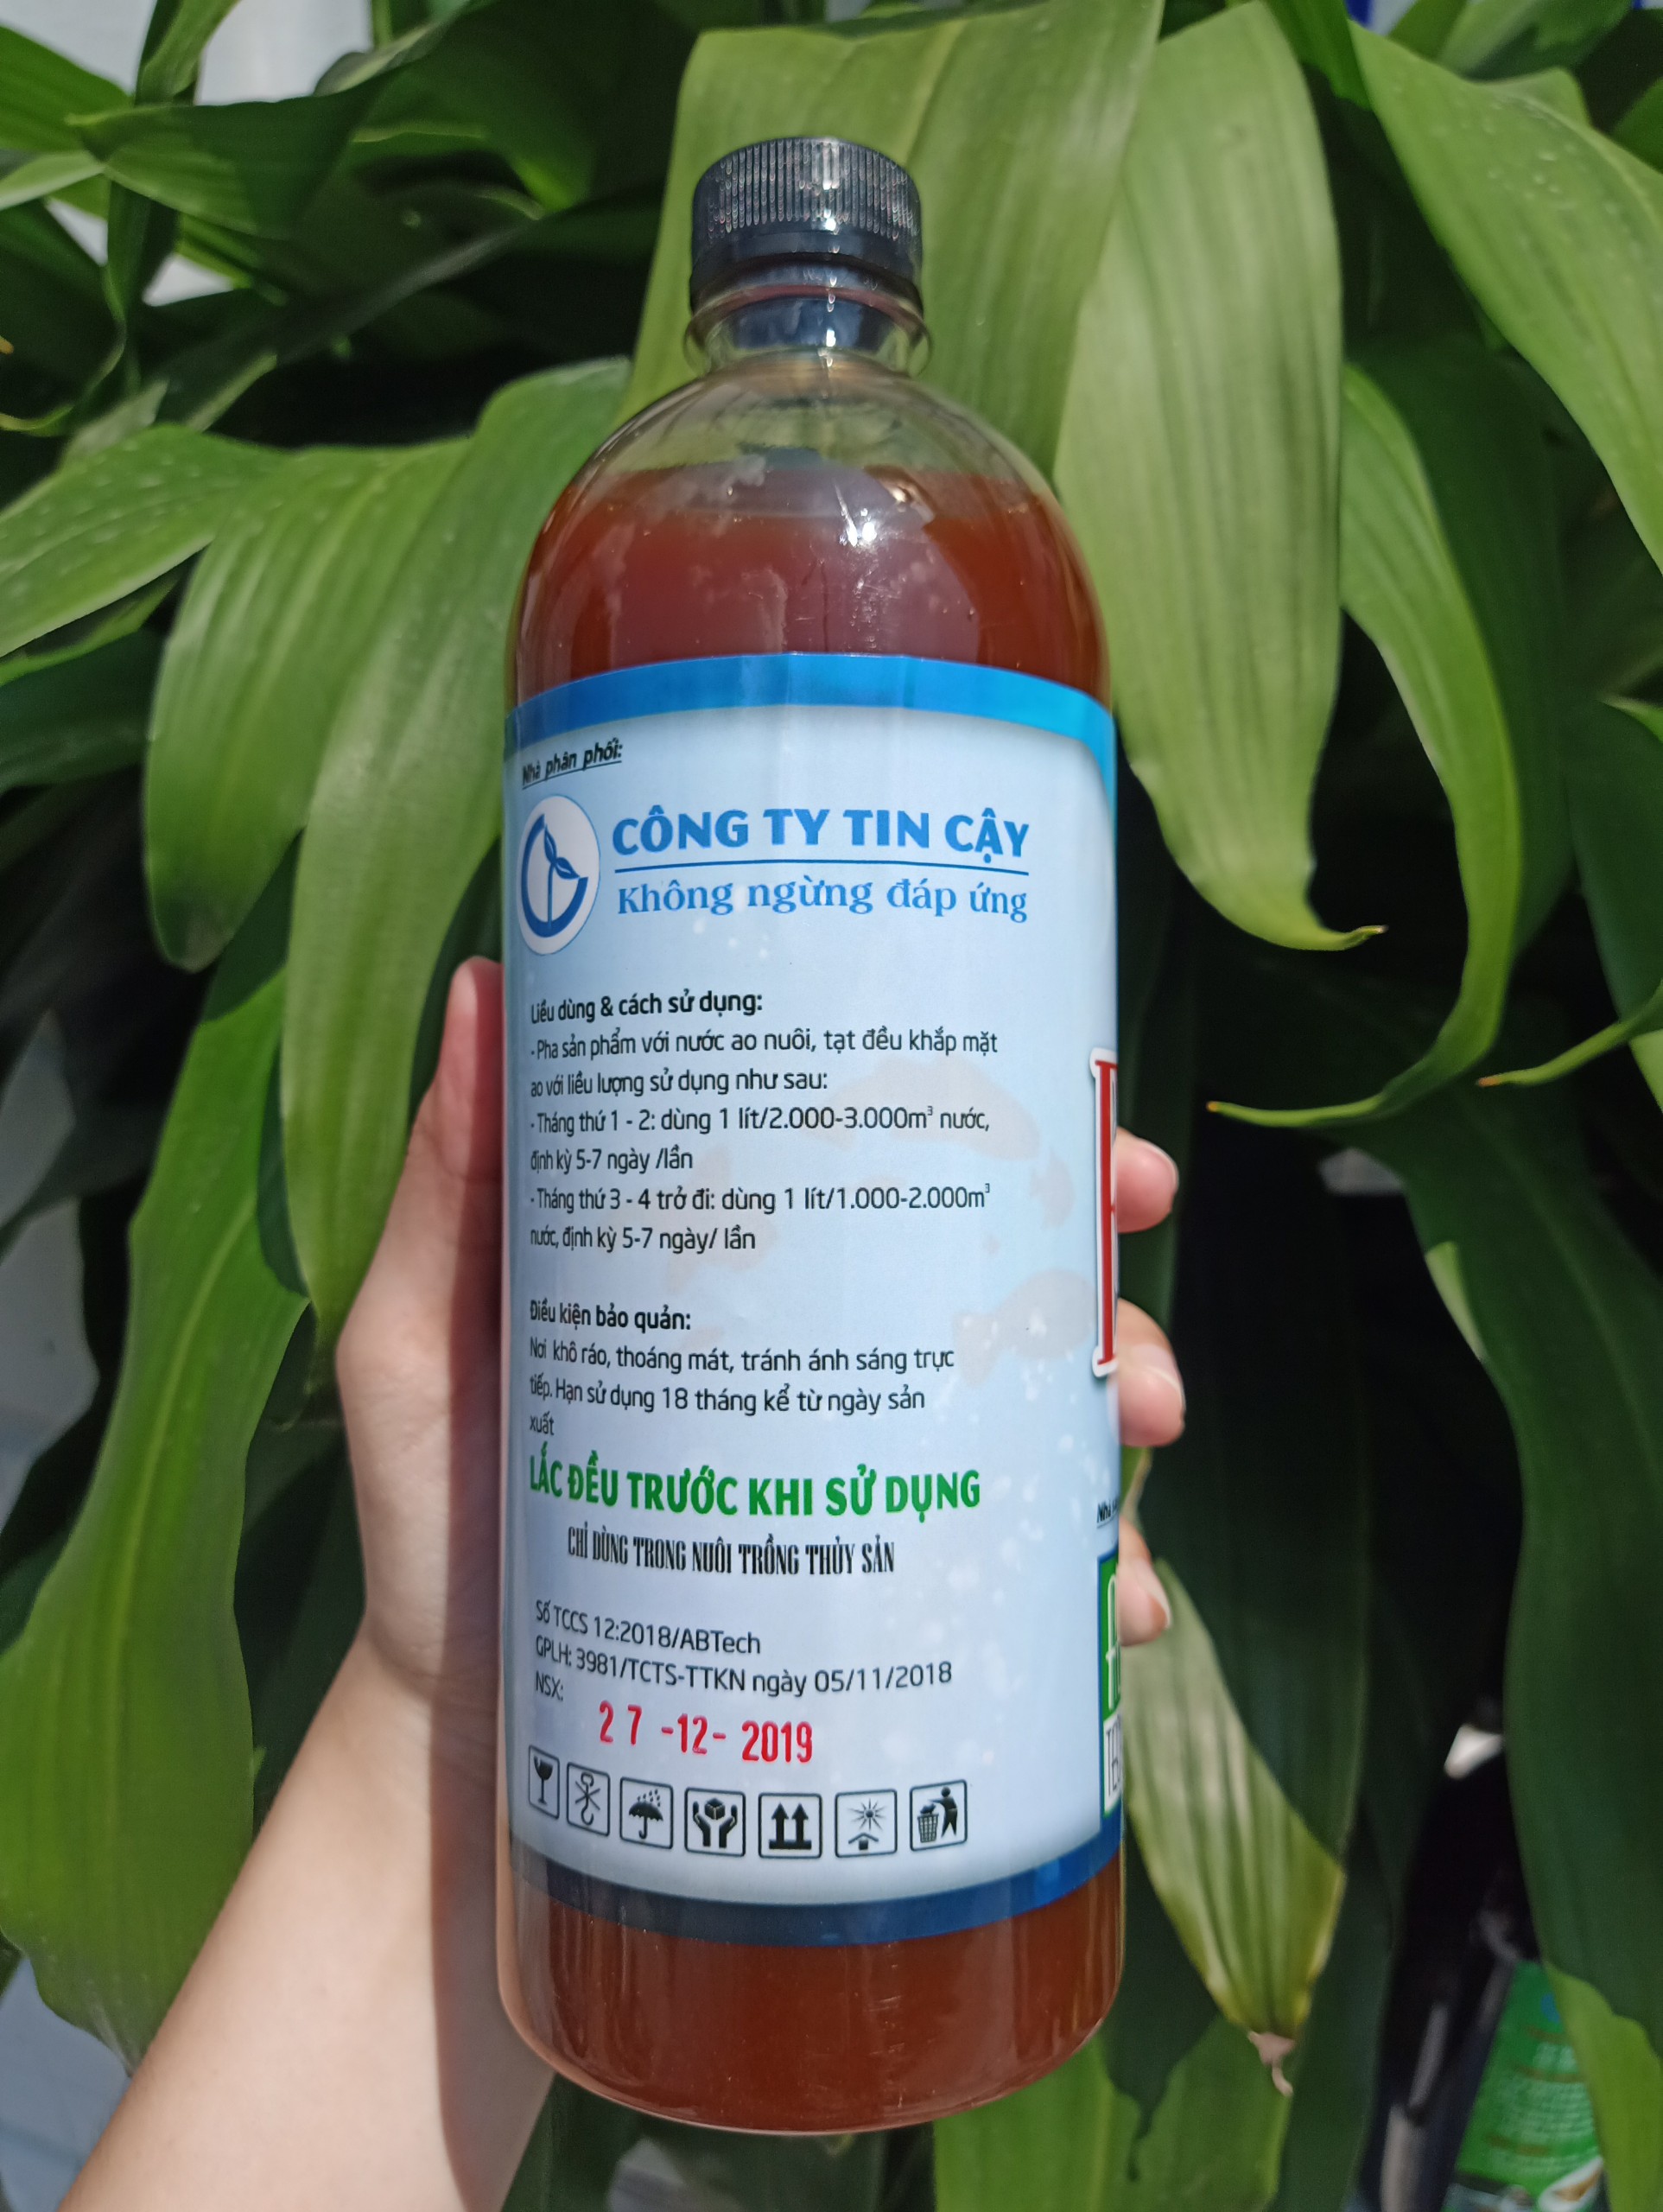 Nhà phân phối:
CÔNG TY TIN CẬY
Không ngừng đáp ứng
Liều dùng & cách sử dụng:
- Pha sản phẩm với nước ao nuôi, tạt đều khắp mặt
ao với liều lượng sử dụng như sau:
- Tháng thứ 1 - 2: dùng 1 lít/2.000-3.000m³ nước,
định kỳ 5-7 ngày /lần
- Tháng thứ 3 - 4 trở đi: dùng 1 lít/1.000-2.000m³
nước, định kỳ 5-7 ngày/ lần
Điều kiện bảo quản:
Nơi khô ráo, thoáng mát, tránh ánh sáng trực
tiếp. Hạn sử dụng 18 tháng kể từ ngày sản
xuất
LẮC ĐỀU TRƯỚC KHI SỬ DỤNG
CHỈ DÙNG TRONG NUÔI TRỒNG THỦY SẢN
Số TCCS 12:2018/ABTech
GPLH: 3981/TCTS-TTKN ngày 05/11/2018
NSX:
27 -12- 2019